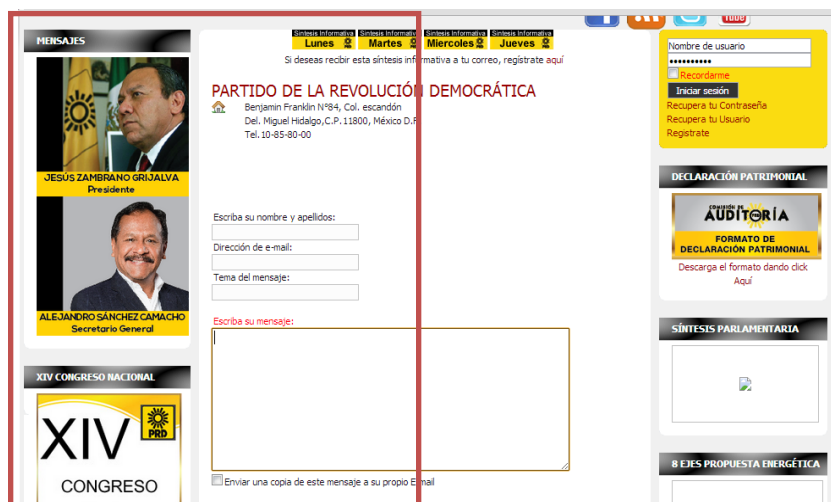 You
Tube
MENSAJES
JESÚS ZAMBRANO GRIJALVA
Presidente
ALEJANDRO SÁNCHEZ CAMACHO
Secretario General
XIV CONGRESO NACIONAL
XIV
PRD
CONGRESO
Síntesis Informativa Síntesis Informativa Síntesis Informativa Síntesis Informativa
Lunes Martes Miercoles Jueves
Si deseas recibir esta síntesis informativa a tu correo, regístrate aquí
PARTIDO DE LA REVOLUCIÓN DEMOCRÁTICA
Benjamin Franklin Nº84, Col. escandón
Del. Miguel Hidalgo,C.P. 11800, México D.F
Tel. 10-85-80-00
Escriba su nombre y apellidos:
Dirección de e-mail:
Tema del mensaje:
Escriba su mensaje:
Enviar una copia de este mensaje a su propio E-mail
Nombre de usuario
Recordarme
Iniciar sesión
Recupera tu Contraseña
Recupera tu Usuario
Registrate
DECLARACIÓN PATRIMONIAL
COMISIÓN DE
AUDITORÍA
FORMATO DE
DECLARACIÓN PATRIMONIAL
Descarga el formato dando click
Aquí
SÍNTESIS PARLAMENTARIA
8 EJES PROPUESTA ENERGÉTICA